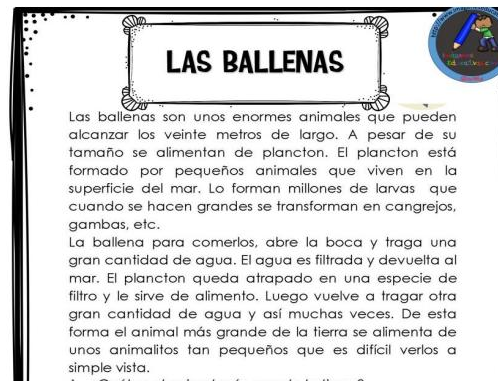 LAS BALLENAS
Las ballenas son unos enormes animales que pueden
alcanzar los veinte metros de largo. A pesar de su
tamaño se alimentan de plancton. El plancton está
formado por pequeños animales que viven en la
superficie del mar. Lo forman millones de larvas que
cuando se hacen grandes se transforman en cangrejos,
gambas, etc.
La ballena para comerlos, abre la boca y traga una
gran cantidad de agua. El agua es filtrada y devuelta al
mar. El plancton queda atrapado en una especie de
filtro y le sirve de alimento. Luego vuelve a tragar otra
gran cantidad de agua y así muchas veces. De esta
forma el animal más grande de la tierra se alimenta de
unos animalitos tan pequeños que es difícil verlos a
simple vista.